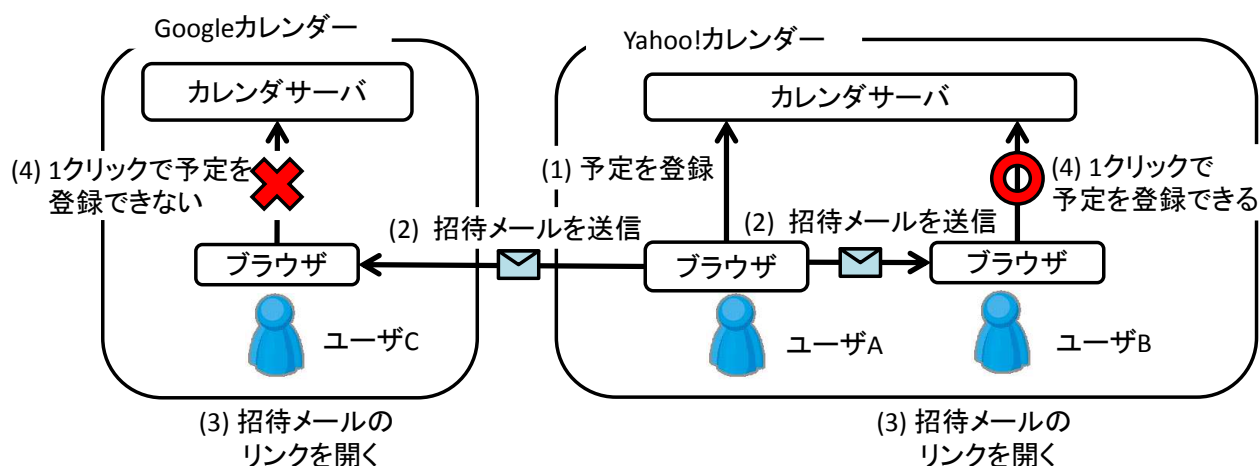 Googleカレンダー
カレンダサーバ
(4) 1クリックで予定を
登録できない
ブラウザ
ユーザC
(3) 招待メールの
リンクを開く
(2) 招待メールを送信
Yahoo!カレンダー
カレンダサーバ
(1) 予定を登録
(2) 招待メールを送信
(4) 1クリックで
予定を登録できる
ブラウザ
ブラウザ
ユーザA
ユーザB
(3) 招待メールの
リンクを開く